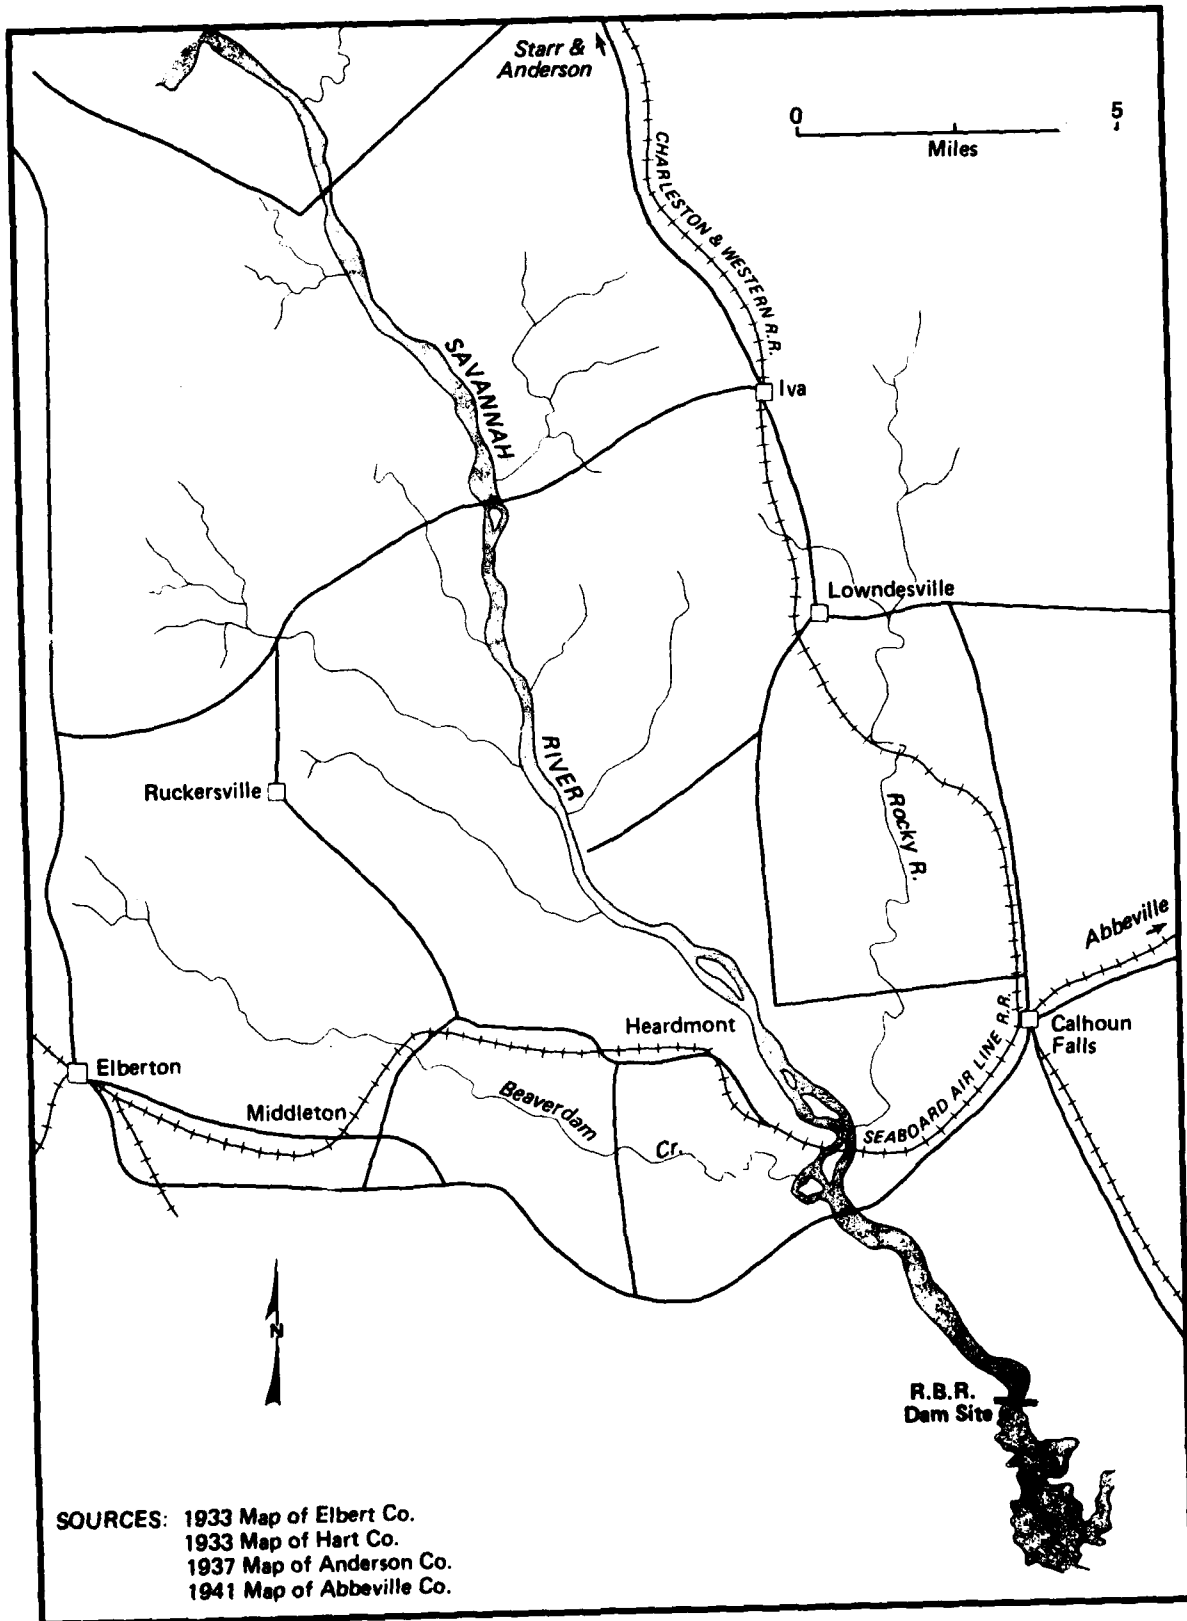 Starr &
Anderson
0
5
Miles
CHARLESTON & WESTERN R.R.
SAVANNAH
Iva
Lowndesville
RIVER
Ruckersville
Rocky R.
Abbeville
Heardmont
Calhoun
Falls
Elberton
Middleton
Beaverdam
Cr.
SEABOARD AIR LINE R.R.
N
R.B.R.
Dam Site
SOURCES: 1933 Map of Elbert Co.
1933 Map of Hart Co.
1937 Map of Anderson Co.
1941 Map of Abbeville Co.